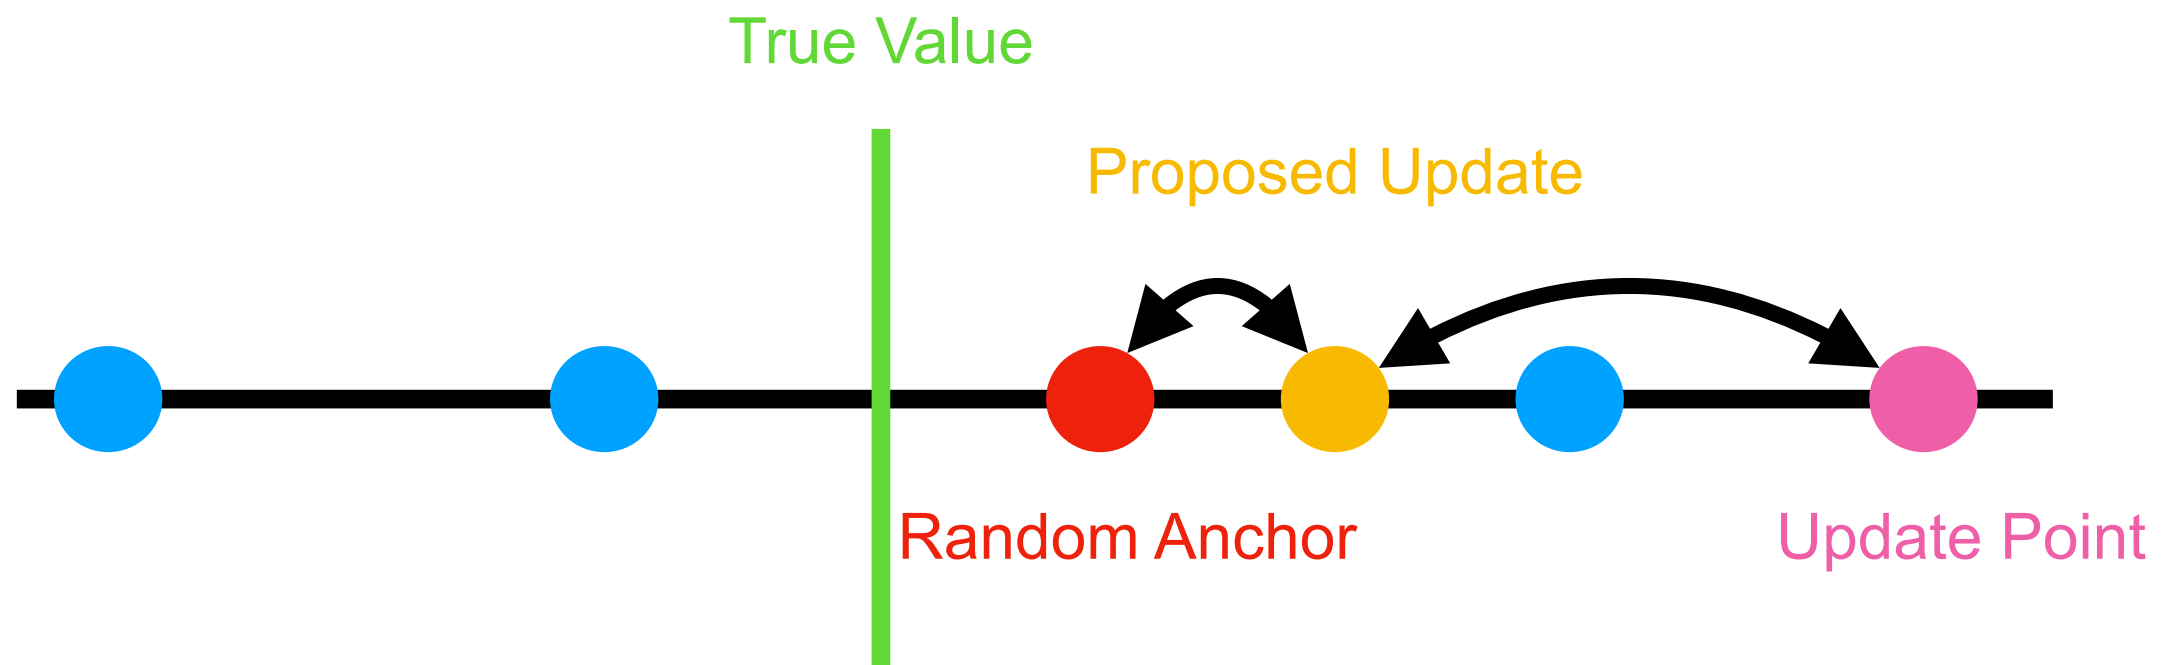 True Value
Proposed Update
Random Anchor
Update Point